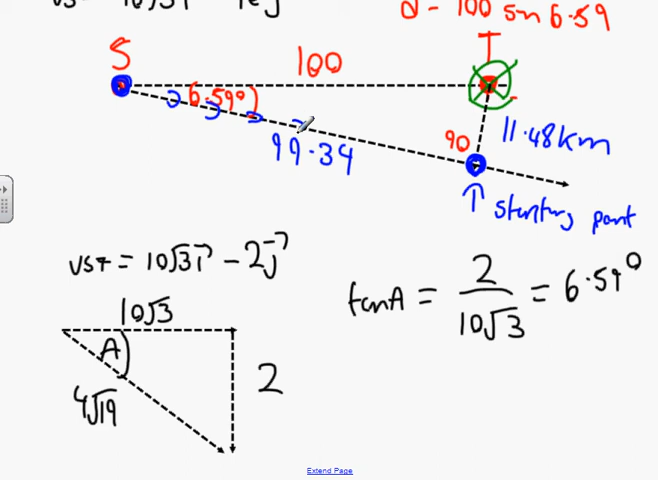 d = 100 sin 6.59
S
T
100
6.59°
90
11.48km
99.34
↑ starting point
vST = 10√3i⃗ - 2j⃗
10√3
A
4√19
2
tanA = 2/10√3 = 6.59°
Extend Page